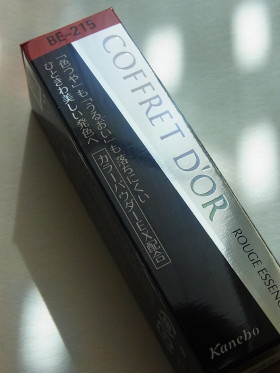 BE-215
COFFRET D'OR
ROUGE ESSENC
「色つや」も「うるおい」も落ちにくい
ひときわ美しい発色へ
カラーパウダーEX配合
Kanebo